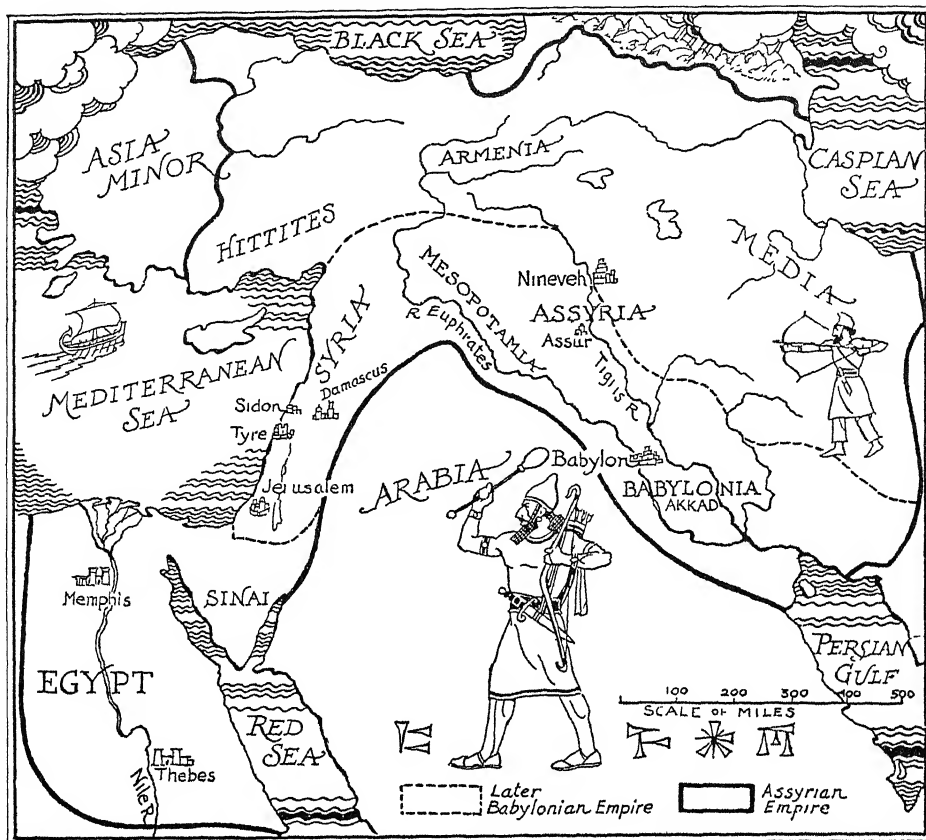 BLACK SEA
ASIA
MINOR
ARMENIA
CASPIAN
SEA
HITTITES
MEDIA
Nineveh
MESOPOTAMIA
ASSYRIA
Assur
R Euphrates
SYRIA
Tigiis R.
MEDITERRANEAN
SEA
Damascus
Sidon
Tyre
Jerusalem
ARABIA
Babylon
BABYLONIA
AKKAD
Memphis
SINAI
EGYPT
PERSIAN
GULF
RED
SEA
100 200 300 400 500
SCALE OF MILES
Thebes
Nile R.
Later
Babylonian Empire
Assyrian
Empire